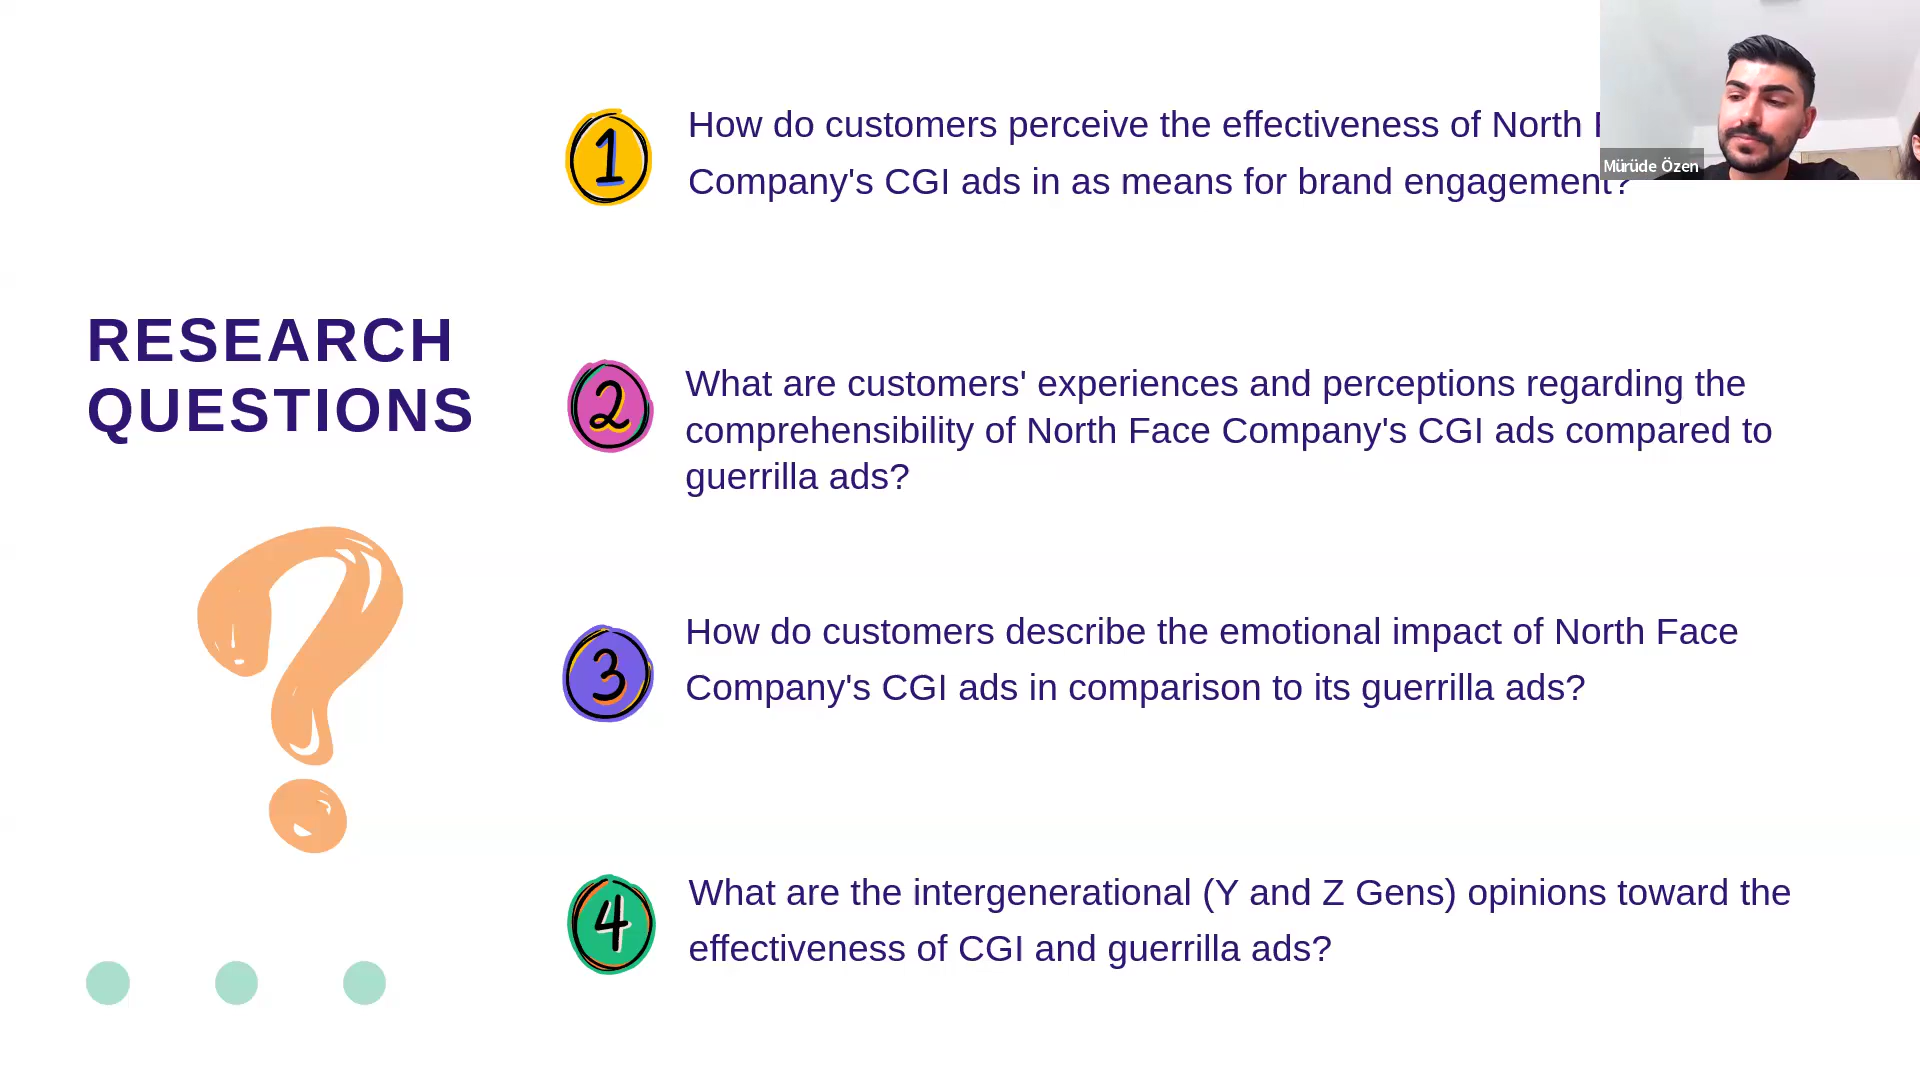 RESEARCH
QUESTIONS
1
How do customers perceive the effectiveness of North
Company's CGI ads in as means for brand engagement?
Mürüde Özen
2
What are customers' experiences and perceptions regarding the
comprehensibility of North Face Company's CGI ads compared to
guerrilla ads?
3
How do customers describe the emotional impact of North Face
Company's CGI ads in comparison to its guerrilla ads?
4
What are the intergenerational (Y and Z Gens) opinions toward the
effectiveness of CGI and guerrilla ads?